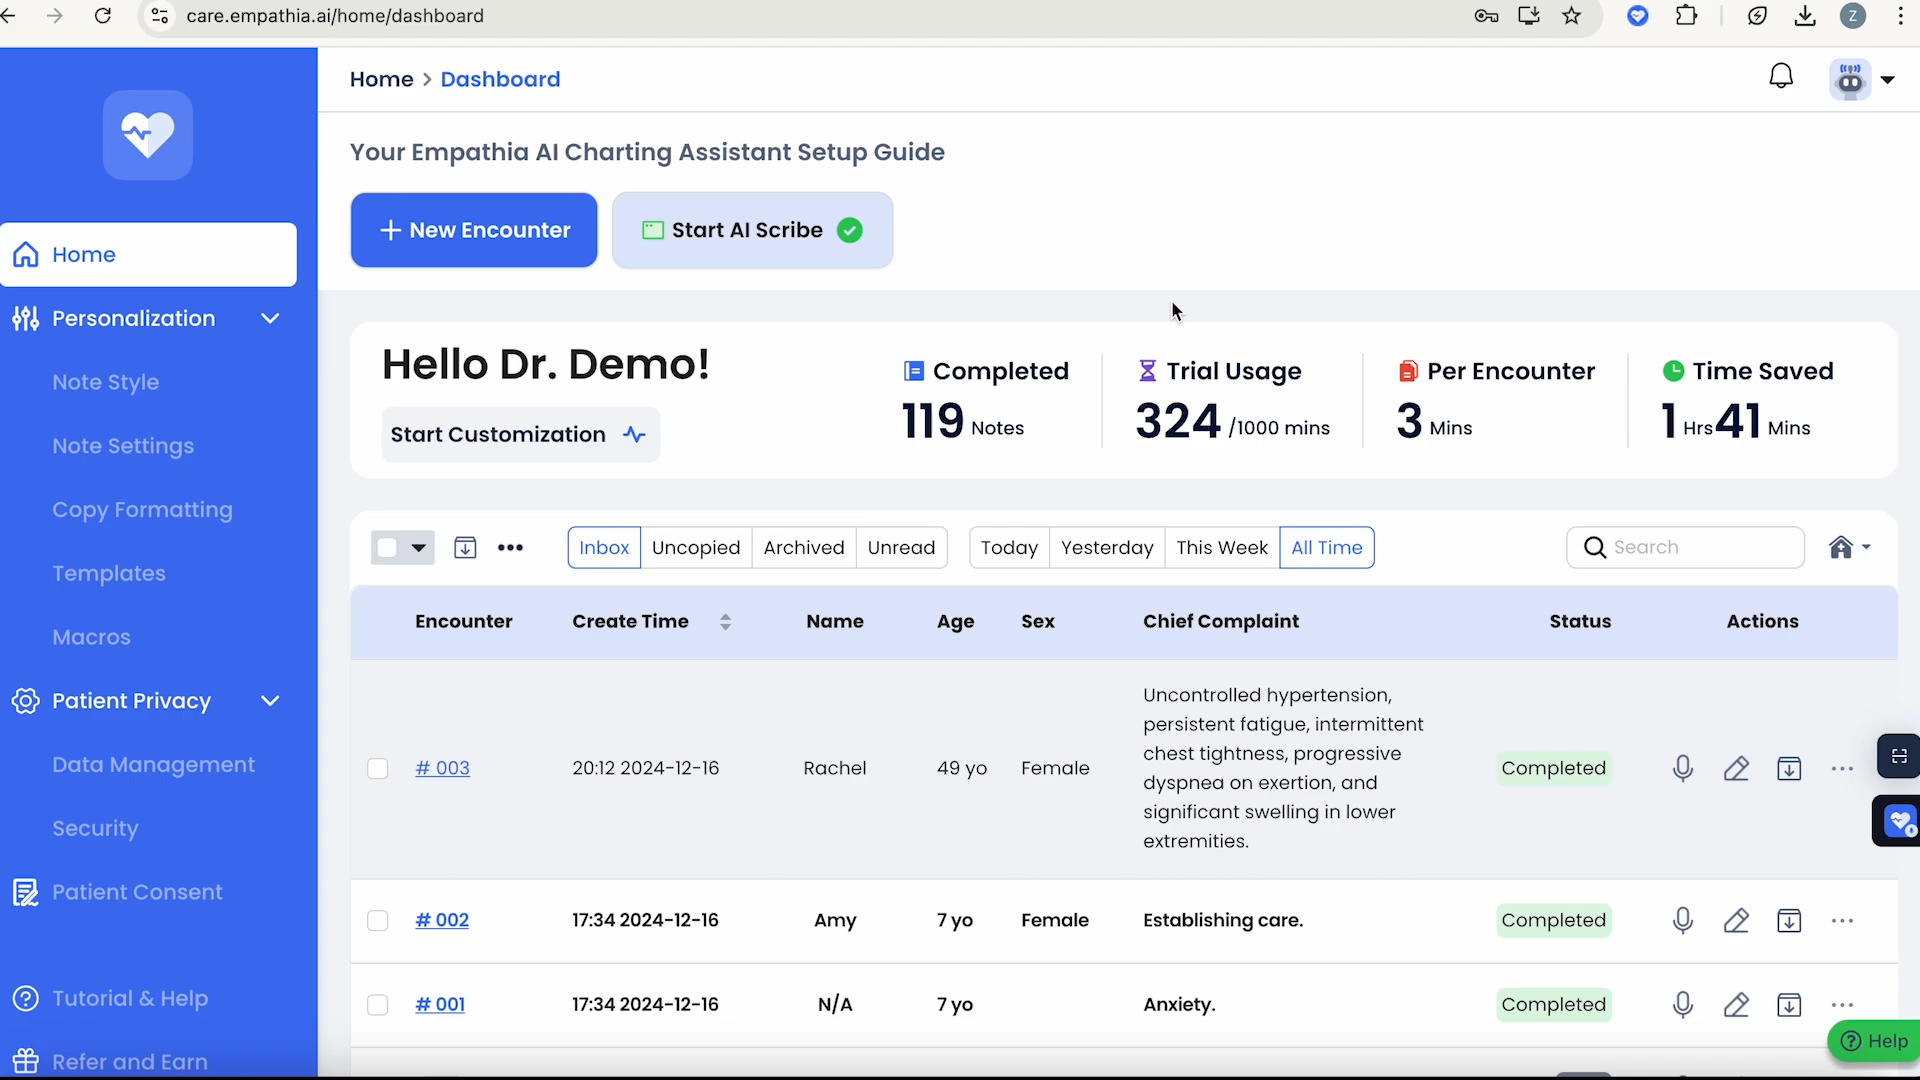 care.empathia.ai/home/dashboard
Z
Home > Dashboard
Your Empathia AI Charting Assistant Setup Guide
+ New Encounter
Start AI Scribe
Home
Personalization
Note Style
Note Settings
Copy Formatting
Templates
Macros
Patient Privacy
Data Management
Security
Patient Consent
Tutorial & Help
Refer and Earn
Hello Dr. Demo!
Start Customization
Completed
119 Notes
Trial Usage
324 /1000 mins
Per Encounter
3 Mins
Time Saved
1 Hrs 41 Mins
Inbox Uncopied Archived Unread Today Yesterday This Week All Time Search
Encounter Create Time Name Age Sex Chief Complaint Status Actions
# 003 20:12 2024-12-16 Rachel 49 yo Female
Uncontrolled hypertension,
persistent fatigue, intermittent
chest tightness, progressive
dyspnea on exertion, and
significant swelling in lower
extremities.
Completed
# 002 17:34 2024-12-16 Amy 7 yo Female Establishing care. Completed
# 001 17:34 2024-12-16 N/A 7 yo Anxiety. Completed
Help